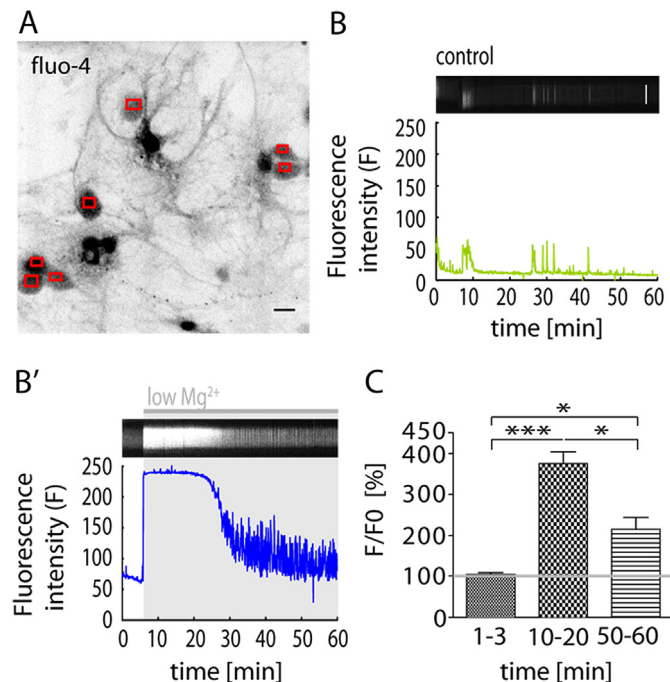 A
fluo-4
B
control
250
200
150
100
50
0
Fluorescence
intensity (F)
0 10 20 30 40 50 60
time [min]
B'
low Mg²⁺
250
200
150
100
50
0
Fluorescence
intensity (F)
0 10 20 30 40 50 60
time [min]
C
*
*** *
450
400
300
200
100
0
F/F0 [%]
1-3 10-20 50-60
time [min]